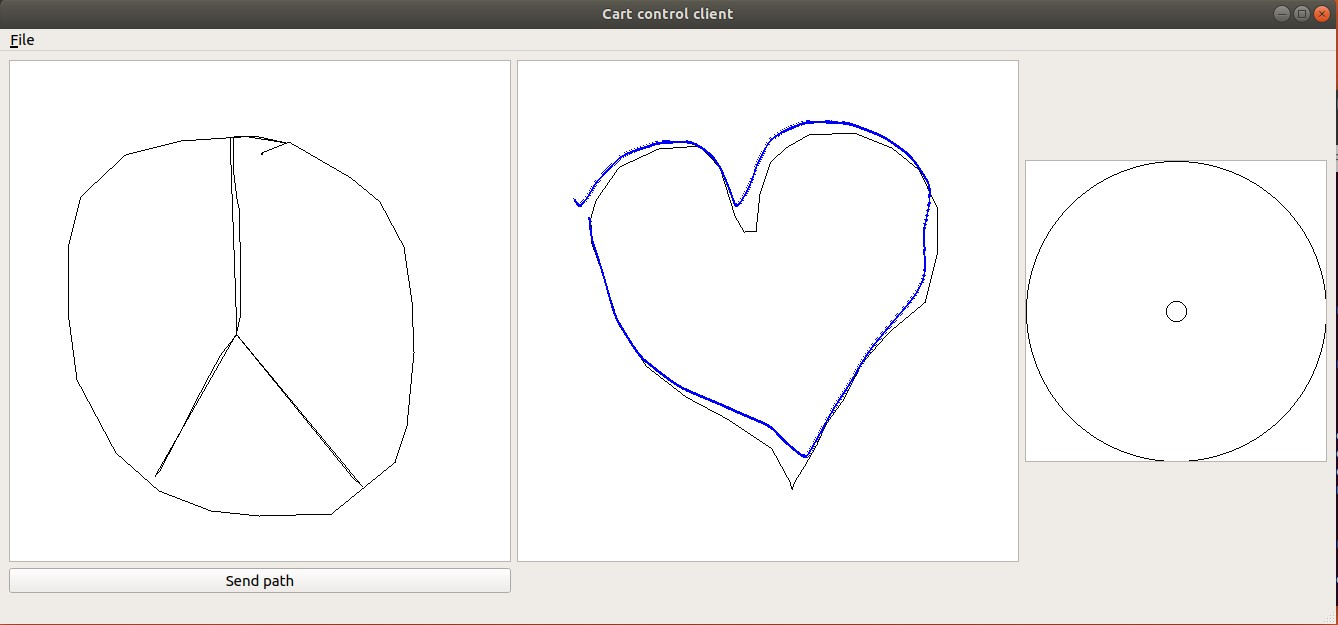 Cart control client
File
Send path